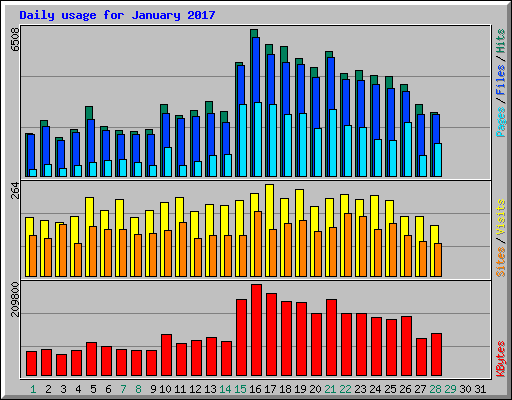 Daily usage for January 2017
6508
Pages / Files / Hits
264
Sites / Visits
209800
KBytes
1 2 3 4 5 6 7 8 9 10 11 12 13 14 15 16 17 18 19 20 21 22 23 24 25 26 27 28 29 30 31